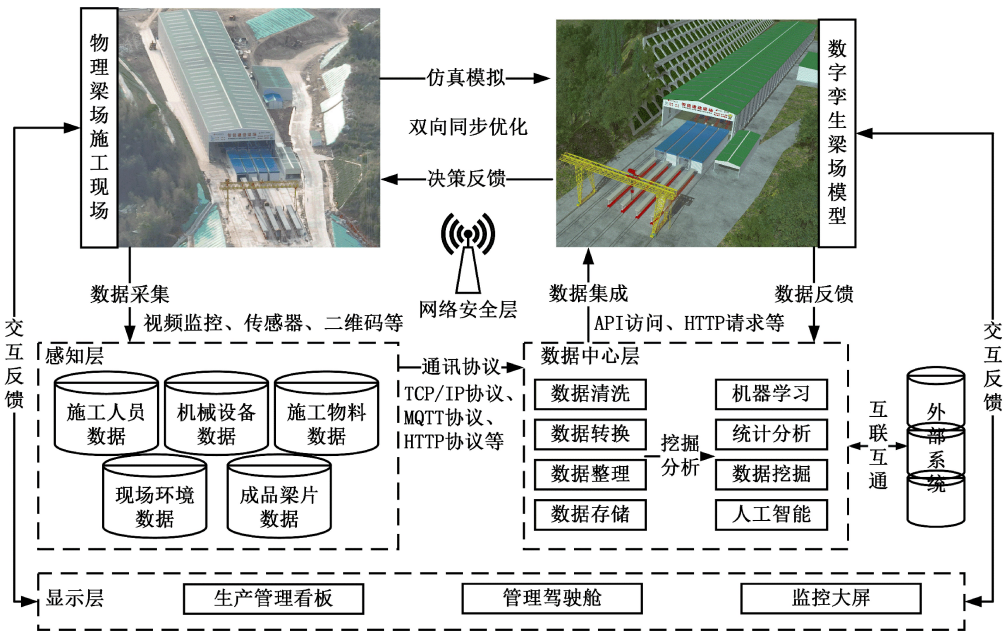 物理梁场施工现场
仿真模拟
双向同步优化
决策反馈
数字孪生梁场模型
网络安全层
数据采集
视频监控、传感器、二维码等
数据集成
API访问、HTTP请求等
数据反馈
交互反馈
交互反馈
感知层
施工人员
数据
机械设备
数据
施工物料
数据
现场环境
数据
成品梁片
数据
通讯协议
TCP/IP协议、
MQTT协议、
HTTP协议等
数据中心层
数据清洗
数据转换
数据整理
数据存储
挖掘
分析
机器学习
统计分析
数据挖掘
人工智能
互联互通
外部系统
显示层
生产管理看板
管理驾驶舱
监控大屏